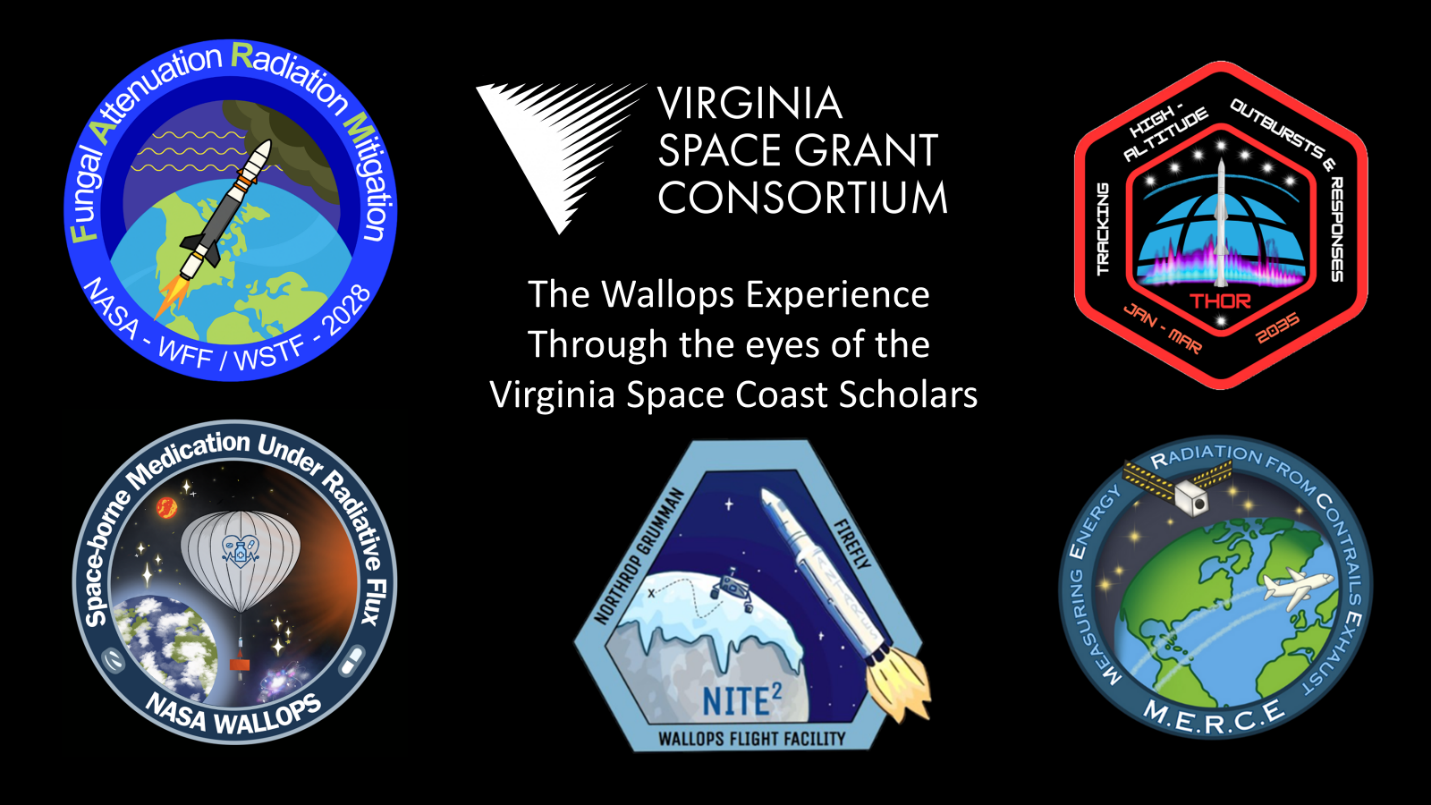 Fungal Attenuation Radiation Mitigation
NASA - WFF / WSTF - 2028
VIRGINIA
SPACE GRANT
CONSORTIUM
The Wallops Experience
Through the eyes of the
Virginia Space Coast Scholars
TRACKING
HIGH -
ALTITUDE
OUTBURSTS &
RESPONSES
THOR
JAN - MAR
2035
Space-borne Medication Under Radiative Flux
NASA WALLOPS
NORTHROP GRUMMAN
FIREFLY
X
NITE²
WALLOPS FLIGHT FACILITY
MEASURING ENERGY
RADIATION FROM CONTRAILS EXHAUST
M.E.R.C.E